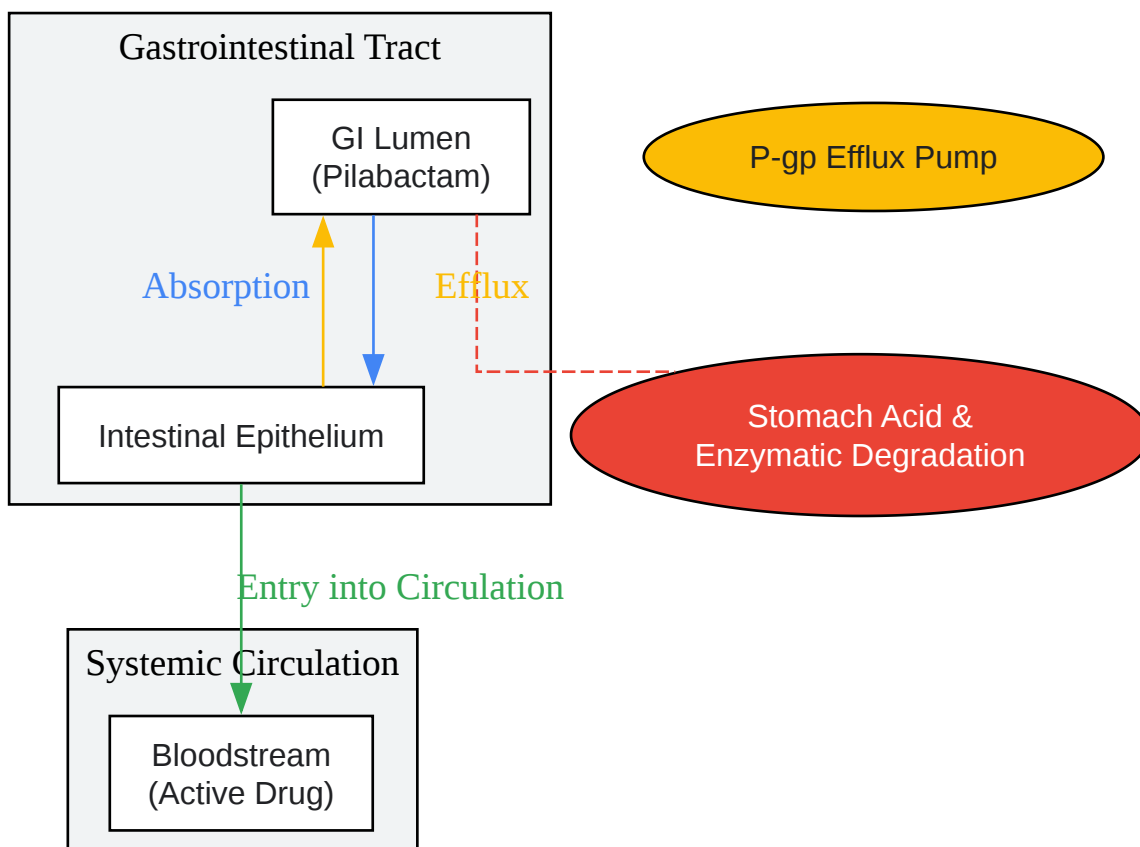 Gastrointestinal Tract
GI Lumen
(Pilabactam)
P-gp Efflux Pump
Absorption
Efflux
Intestinal Epithelium
Stomach Acid &
Enzymatic Degradation
Entry into Circulation
Systemic Circulation
Bloodstream
(Active Drug)